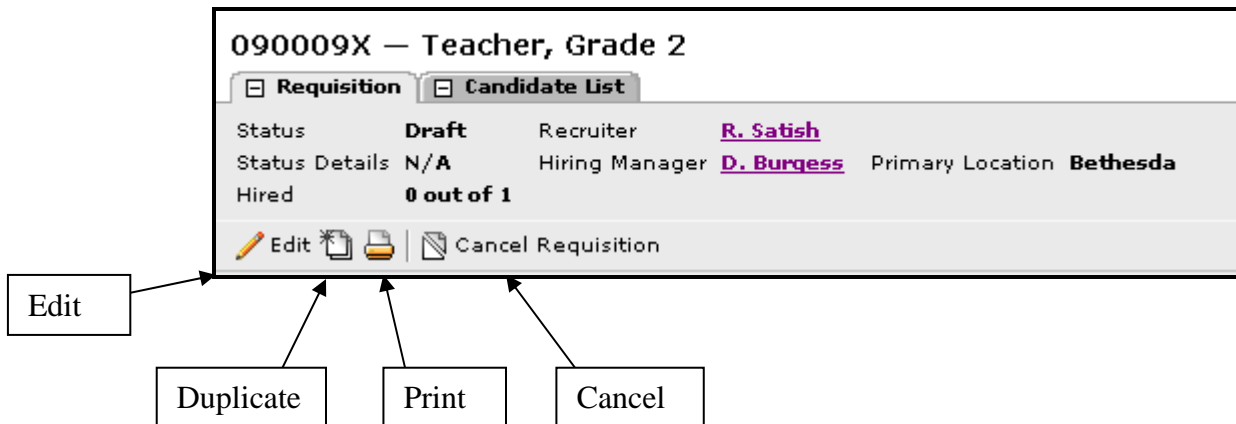 090009X — Teacher, Grade 2
Requisition Candidate List
Status Draft Recruiter R. Satish
Status Details N/A Hiring Manager D. Burgess Primary Location Bethesda
Hired 0 out of 1
Edit Cancel Requisition
Edit
Duplicate Print Cancel